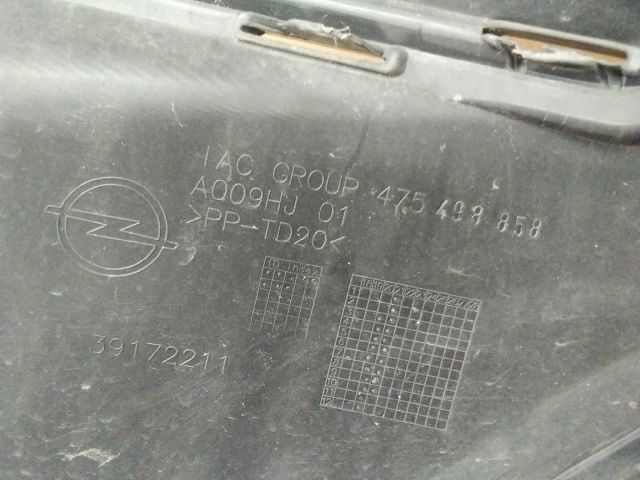 IAC GROUP 475 498 858
A009HJ 01
>PP-TD20<
39172211